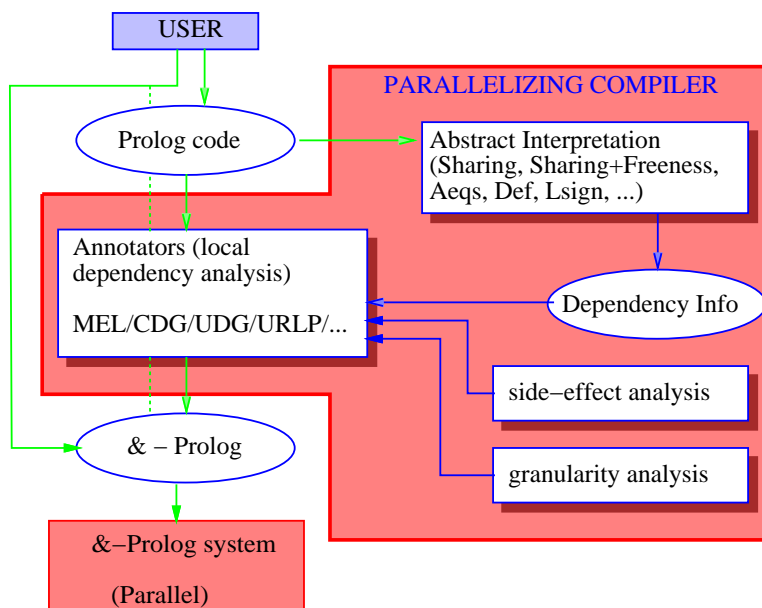 USER
PARALLELIZING COMPILER
Prolog code
Abstract Interpretation
(Sharing, Sharing+Freeness,
Aeqs, Def, Lsign, ...)
Annotators (local
dependency analysis)
MEL/CDG/UDG/URLP/...
Dependency Info
side−effect analysis
& − Prolog
granularity analysis
&−Prolog system
(Parallel)